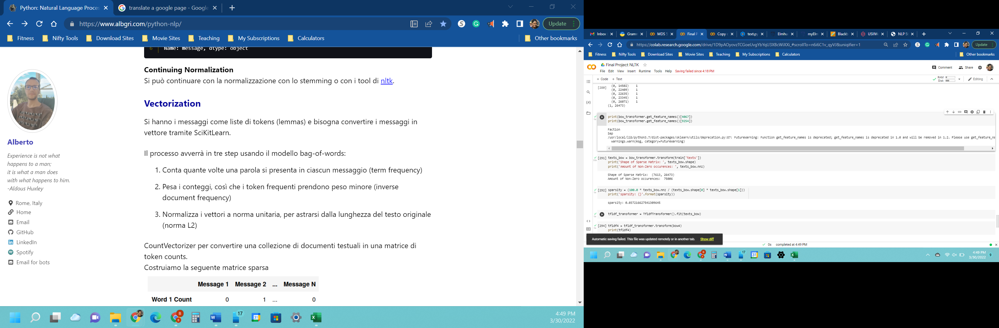 Python: Natural Language Proces
translate a google page - Google
https://www.albgri.com/python-nlp/
Update
Fitness
Nifty Tools
Download Sites
Movie Sites
Teaching
My Subscriptions
Calculators
Other bookmarks
6 Name: message, dtype: object
Continuing Normalization
Si può continuare con la normalizzazione con lo stemming o con i tool di nltk.
Vectorization
Si hanno i messaggi come liste di tokens (lemmas) e bisogna convertire i messaggi in
vettore tramite SciKitLearn.
Il processo avverrà in tre step usando il modello bag-of-words:
1. Conta quante volte una parola si presenta in ciascun messaggio (term frequency)
2. Pesa i conteggi, così che i token frequenti prendono peso minore (inverse
document frequency)
3. Normalizza i vettori a norma unitaria, per astrarsi dalla lunghezza del testo originale
(norma L2)
CountVectorizer per convertire una collezione di documenti testuali in una matrice di
token counts.
Costruiamo la seguente matrice sparsa
Message 1 Message 2 ... Message N
Word 1 Count 0 1 ... 0
Alberto
Experience is not what
happens to a man;
it is what a man does
with what happens to him.
-Aldous Huxley
Rome, Italy
Home
Email
GitHub
LinkedIn
Spotify
Email for bots
17
31
4:49 PM
3/30/2022
Inbox
Gramm
MDS 5
Final P
Copy
text.py
Elmhu
myElm
Blackb
USIIW
NLP St
https://colab.research.google.com/drive/1D9pAOyovzTCGoeUvgYbYqU3XBcWiXXi_#scrollTo=n6i6C1v_qyVJ&uniqifier=1
Update
Fitness
Nifty Tools
Download Sites
Movie Sites
Teaching
My Subscriptions
Calculators
Other bookmarks
Final Project NLTK
File Edit View Insert Runtime Tools Help Saving failed since 4:18 PM
Comment
Share
+ Code + Text
RAM
Disk
Editing
[280]
(0, 14502) 1
(0, 22409) 1
(0, 22635) 1
(0, 23345) 1
(0, 26071) 1
(1, 26473)
print(bow_transformer.get_feature_names()[4067])
print(bow_transformer.get_feature_names()[9254])
Faction
Sep
/usr/local/lib/python3.7/dist-packages/sklearn/utils/deprecation.py:87: FutureWarning: Function get_feature_names is deprecated; get_feature_names is deprecated in 1.0 and will be removed in 1.2. Please use get_feature_na
warnings.warn(msg, category=FutureWarning)
[291] texts_bow = bow_transformer.transform(train['texts'])
print('Shape of Sparse Matrix: ', texts_bow.shape)
print('Amount of Non-Zero occurences: ', texts_bow.nnz)
Shape of Sparse Matrix: (7613, 26473)
Amount of Non-Zero occurences: 75006
[292] sparsity = (100.0 * texts_bow.nnz / (texts_bow.shape[0] * texts_bow.shape[1]))
print('sparsity: {}'.format(sparsity))
sparsity: 0.037216627541309645
tfidf_transformer = TfidfTransformer().fit(texts_bow)
[294] tfidf4 = tfidf_transformer.transform(bow4)
print(tfidf4)
Automatic saving failed. This file was updated remotely or in another tab. Show diff
0s completed at 4:49 PM
17
31
4:49 PM
3/30/2022
9